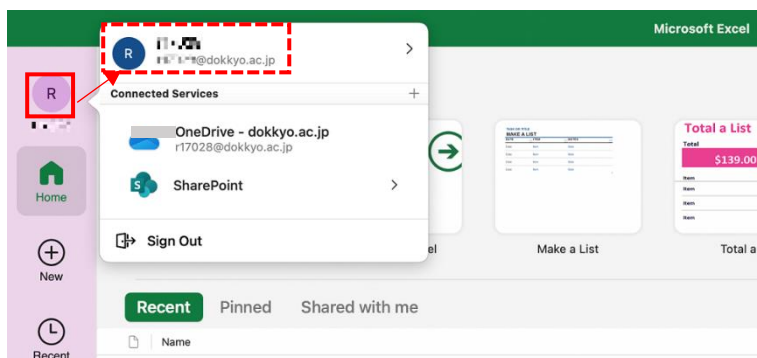 Microsoft Excel
R
@dokkyo.ac.jp
R
Connected Services
OneDrive - dokkyo.ac.jp
r17028@dokkyo.ac.jp
SharePoint
Sign Out
Home
New
Recent
MAKE A LIST
Total a List
Total
$139.00
Item
Item
Item
Item
el
Make a List
Total a
Recent
Pinned
Shared with me
Name